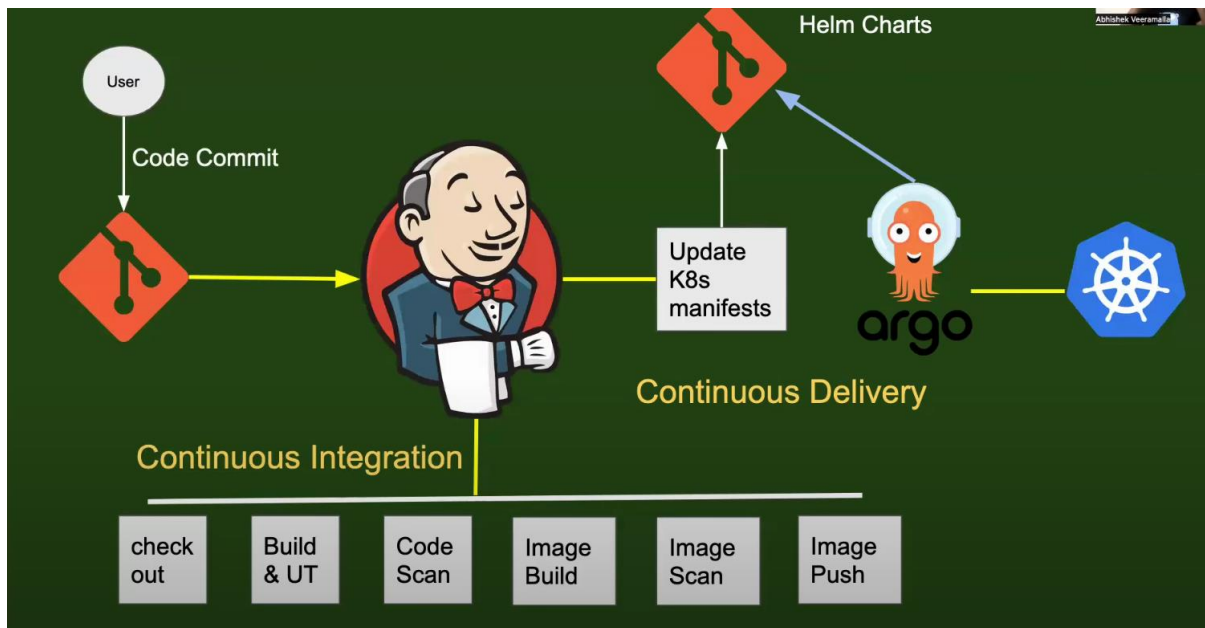 Abhishek Veeramalla
Helm Charts
User
Code Commit
Update
K8s
manifests
argo
Continuous Delivery
Continuous Integration
check
out
Build
& UT
Code
Scan
Image
Build
Image
Scan
Image
Push